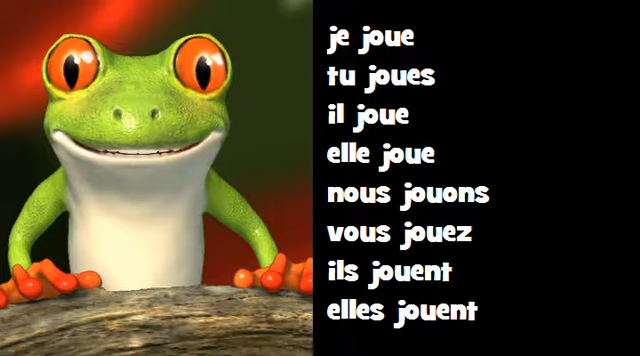 je joue
tu joues
il joue
elle joue
nous jouons
vous jouez
ils jouent
elles jouent